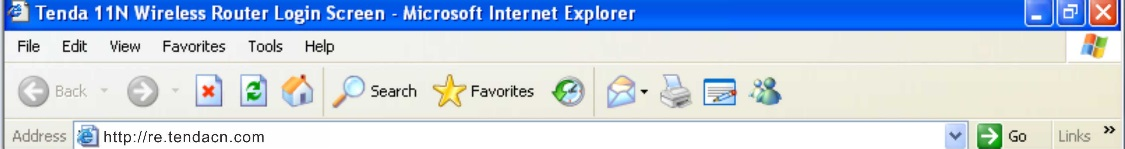 Tenda 11N Wireless Router Login Screen - Microsoft Internet Explorer
File Edit View Favorites Tools Help
Back Search Favorites
Address http://re.tendacn.com Go Links »